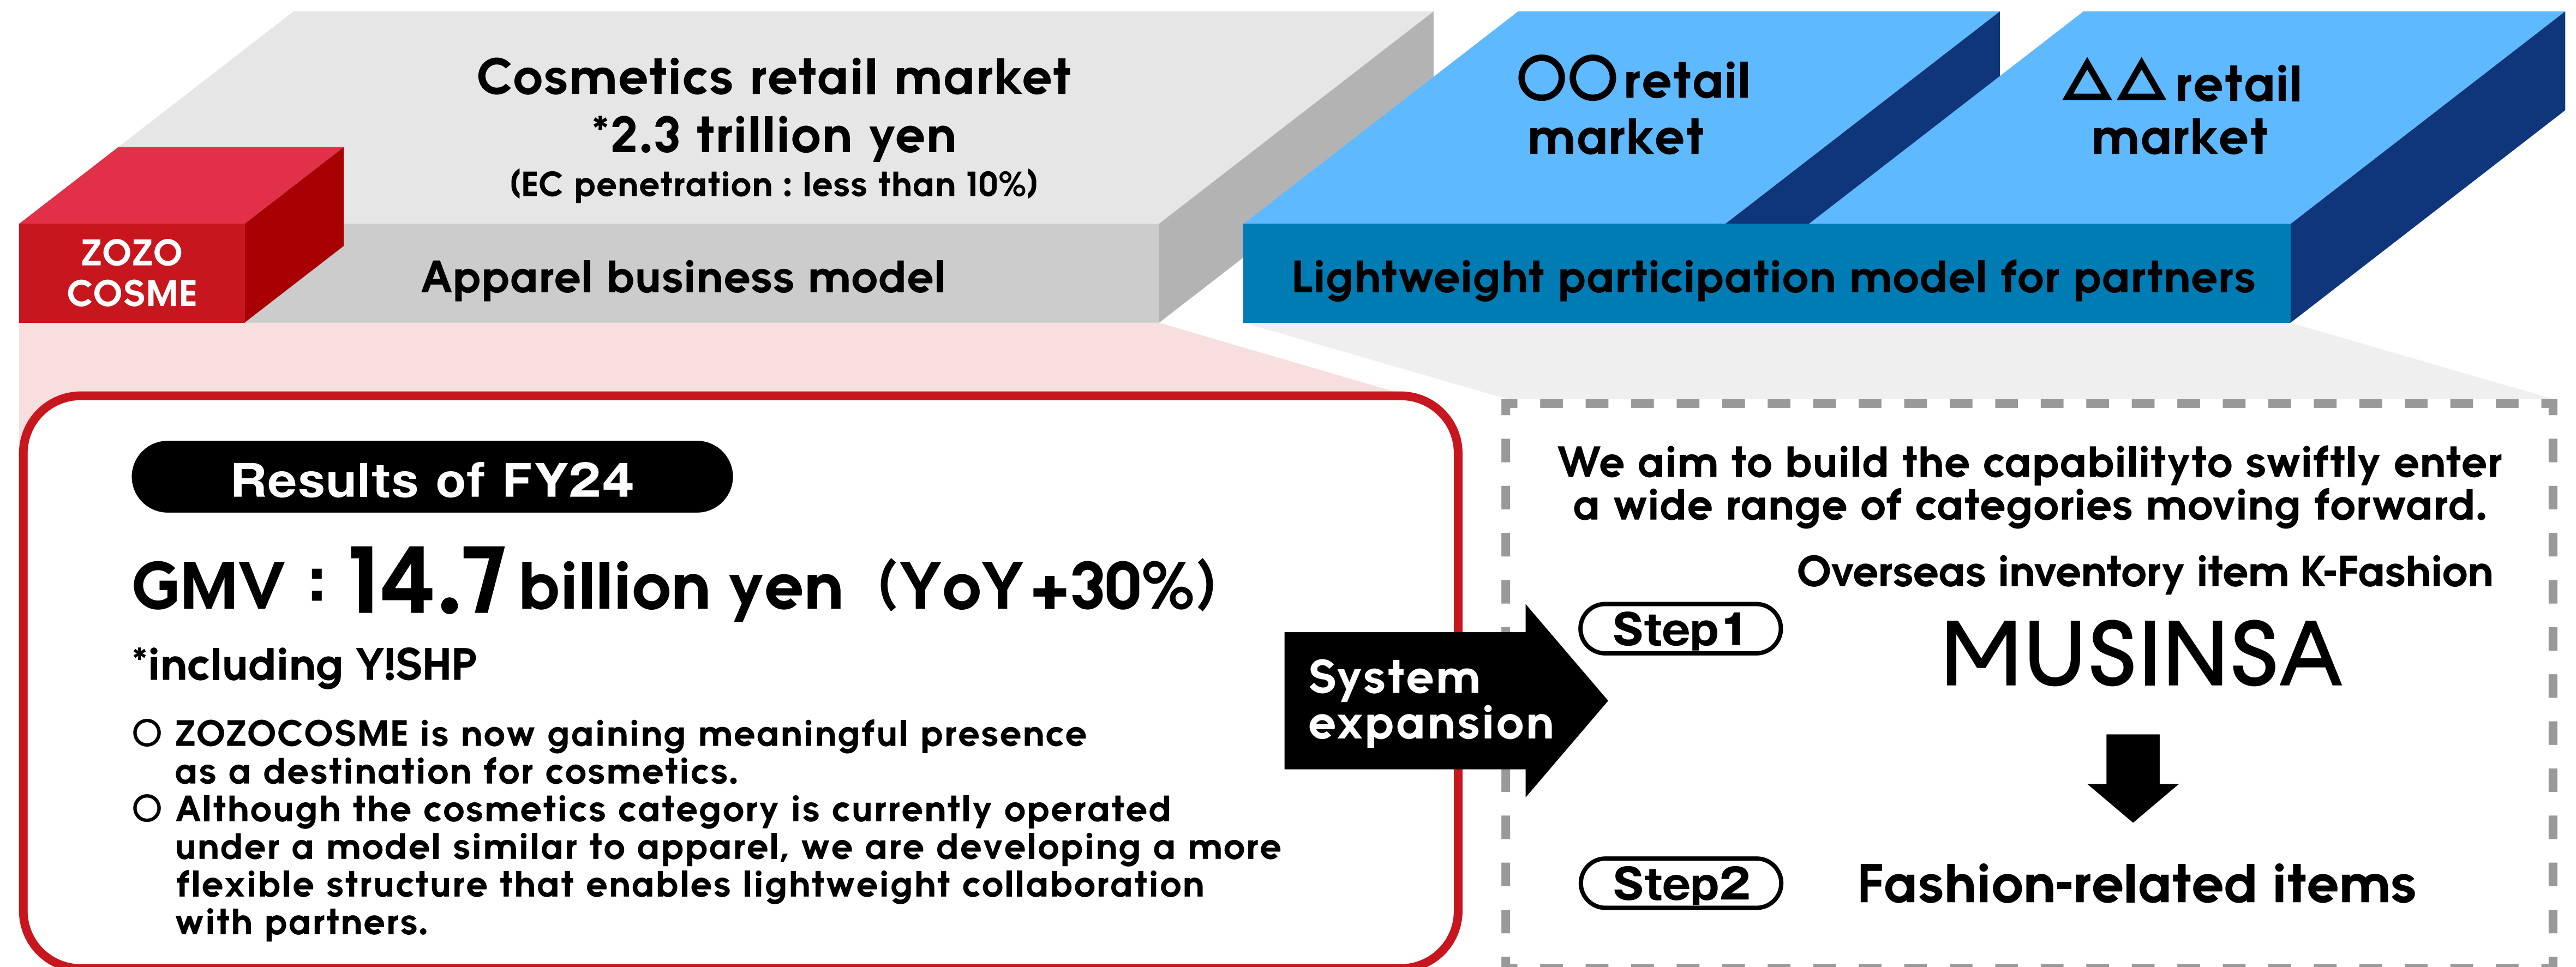 Cosmetics retail market
*2.3 trillion yen
(EC penetration : less than 10%)
○○retail
market
△△retail
market
ZOZO
COSME
Apparel business model
Lightweight participation model for partners
Results of FY24
GMV : 14.7 billion yen (YoY+30%)
*including Y!SHP
○ ZOZOCOSME is now gaining meaningful presence
as a destination for cosmetics.
○ Although the cosmetics category is currently operated
under a model similar to apparel, we are developing a more
flexible structure that enables lightweight collaboration
with partners.
System
expansion
We aim to build the capabilityto swiftly enter
a wide range of categories moving forward.
Overseas inventory item K-Fashion
Step1
MUSINSA
Step2
Fashion-related items